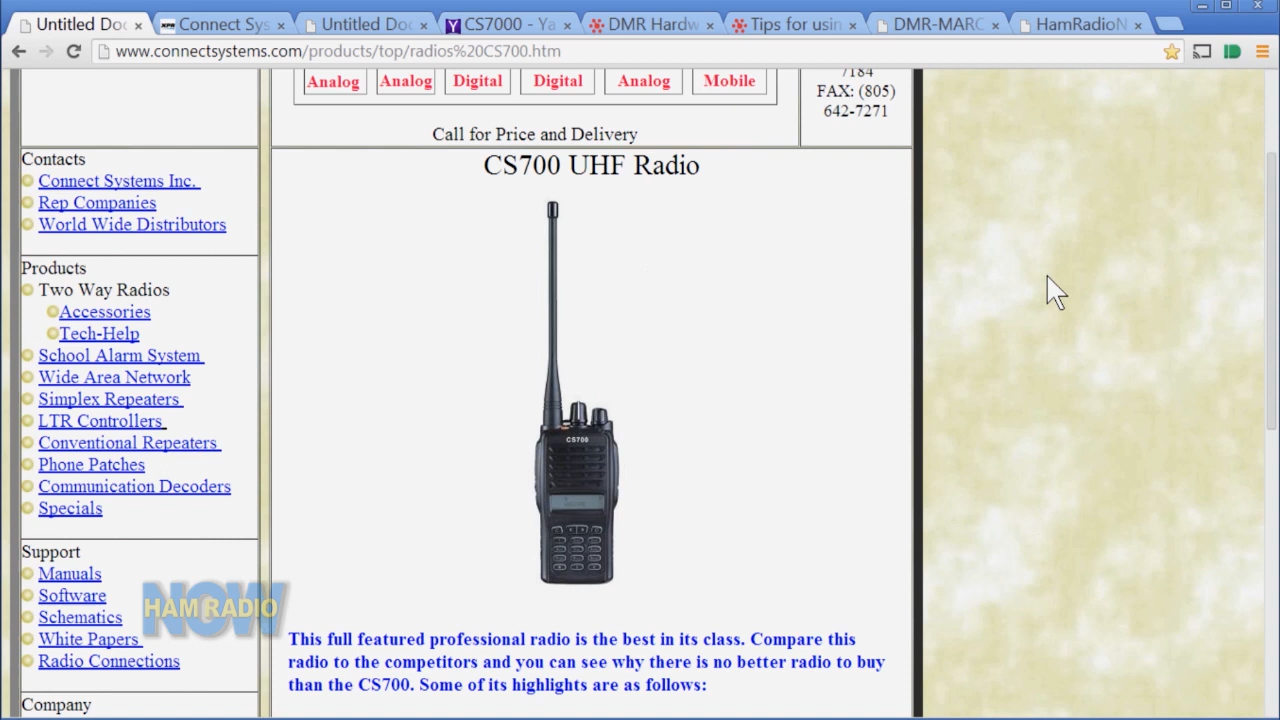 Untitled Doc
Connect Sys
Untitled Doc
CS7000 - Ya
DMR Hardw
Tips for usin
DMR-MARC
HamRadioN
www.connectsystems.com/products/top/radios%20CS700.htm
Analog
Analog
Digital
Digital
Analog
Mobile
7184
FAX: (805)
642-7271
Call for Price and Delivery
Contacts
Connect Systems Inc.
Rep Companies
World Wide Distributors
Products
Two Way Radios
Accessories
Tech-Help
School Alarm System
Wide Area Network
Simplex Repeaters
LTR Controllers
Conventional Repeaters
Phone Patches
Communication Decoders
Specials
Support
Manuals
Software
Schematics
White Papers
Radio Connections
Company
HAM RADIO
NOW
CS700 UHF Radio
CS700
This full featured professional radio is the best in its class. Compare this
radio to the competitors and you can see why there is no better radio to buy
than the CS700. Some of its highlights are as follows: